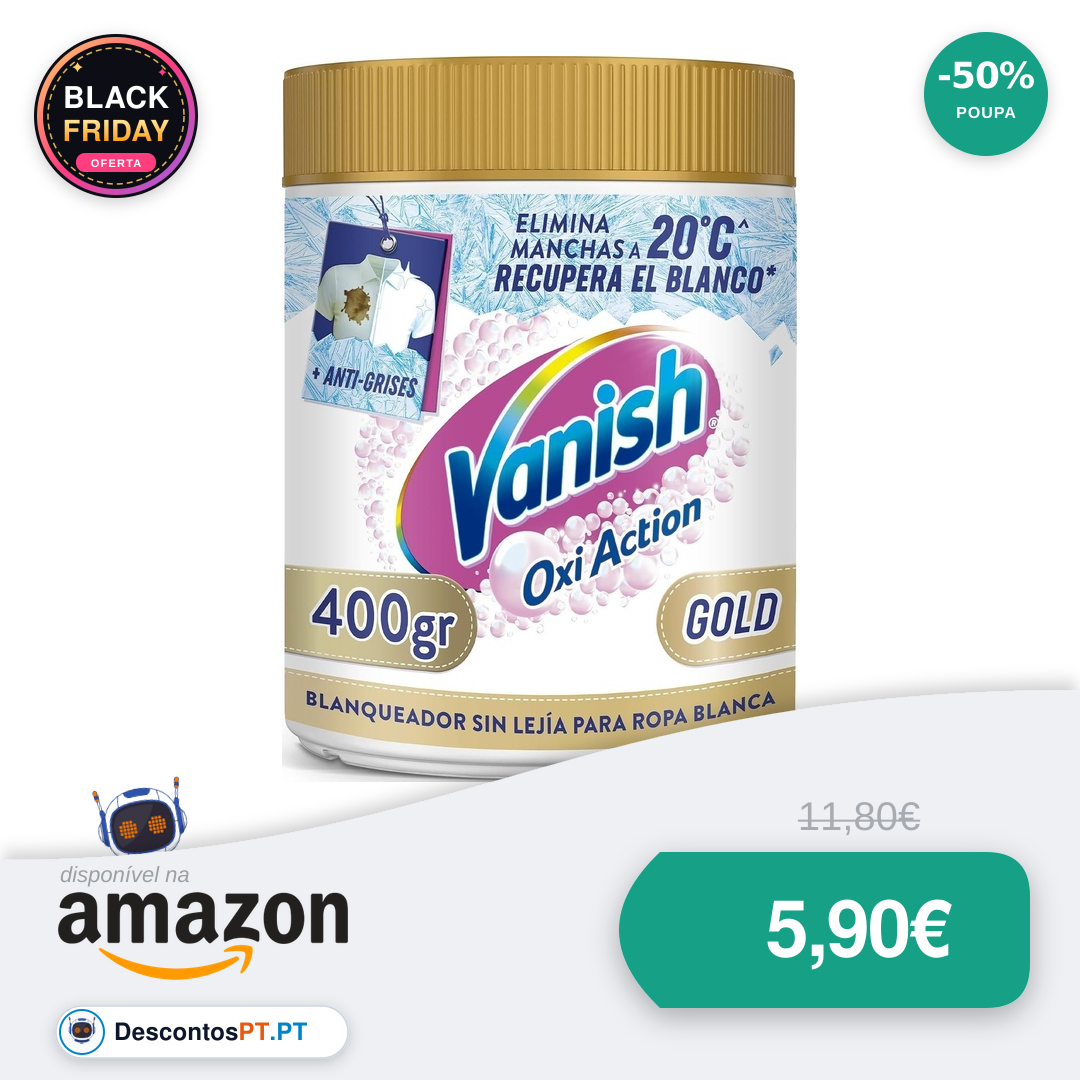 BLACK
FRIDAY
OFERTA
-50%
POUPA
ELIMINA
MANCHAS A 20°C^
RECUPERA EL BLANCO*
+ ANTI-GRISES
Vanish®
Oxi Action
400gr
GOLD
BLANQUEADOR SIN LEJÍA PARA ROPA BLANCA
11,80€
5,90€
disponível na
amazon
DescontosPT.PT